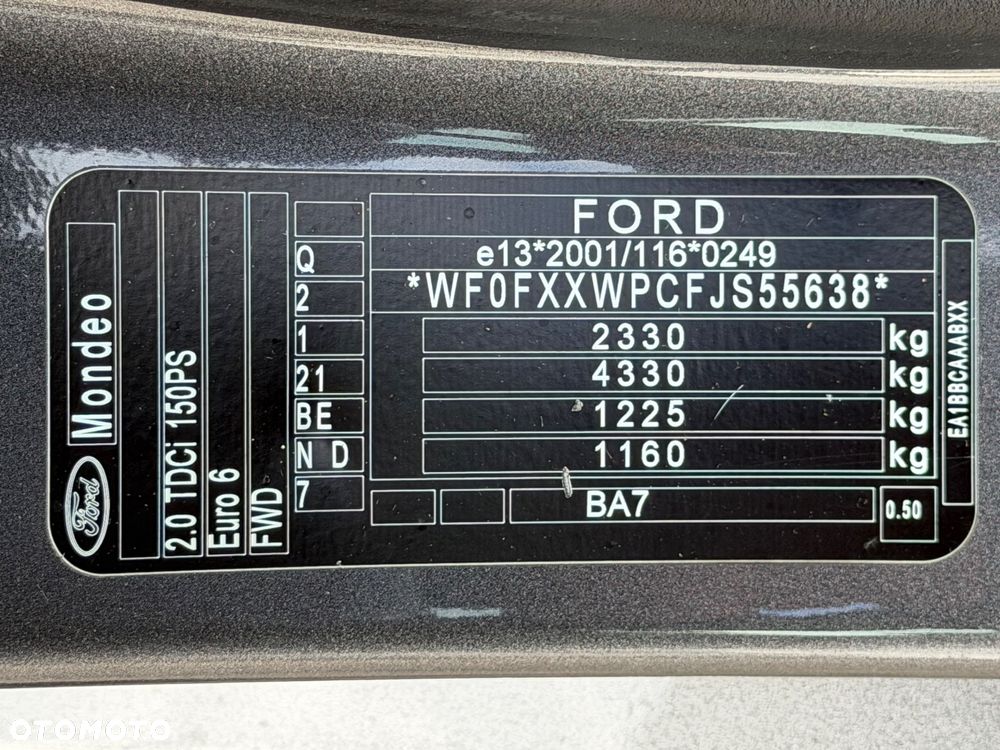 Ford
Mondeo
2.0 TDCi 150PS
Euro 6
FWD
Q
2
1
21
BE
N D
7
FORD
e13*2001/116*0249
*WF0FXXWPCFJS55638*
2330 kg
4330 kg
1225 kg
1160 kg
BA7
0.50
EA1BBCAAABXX
OTOMOTO